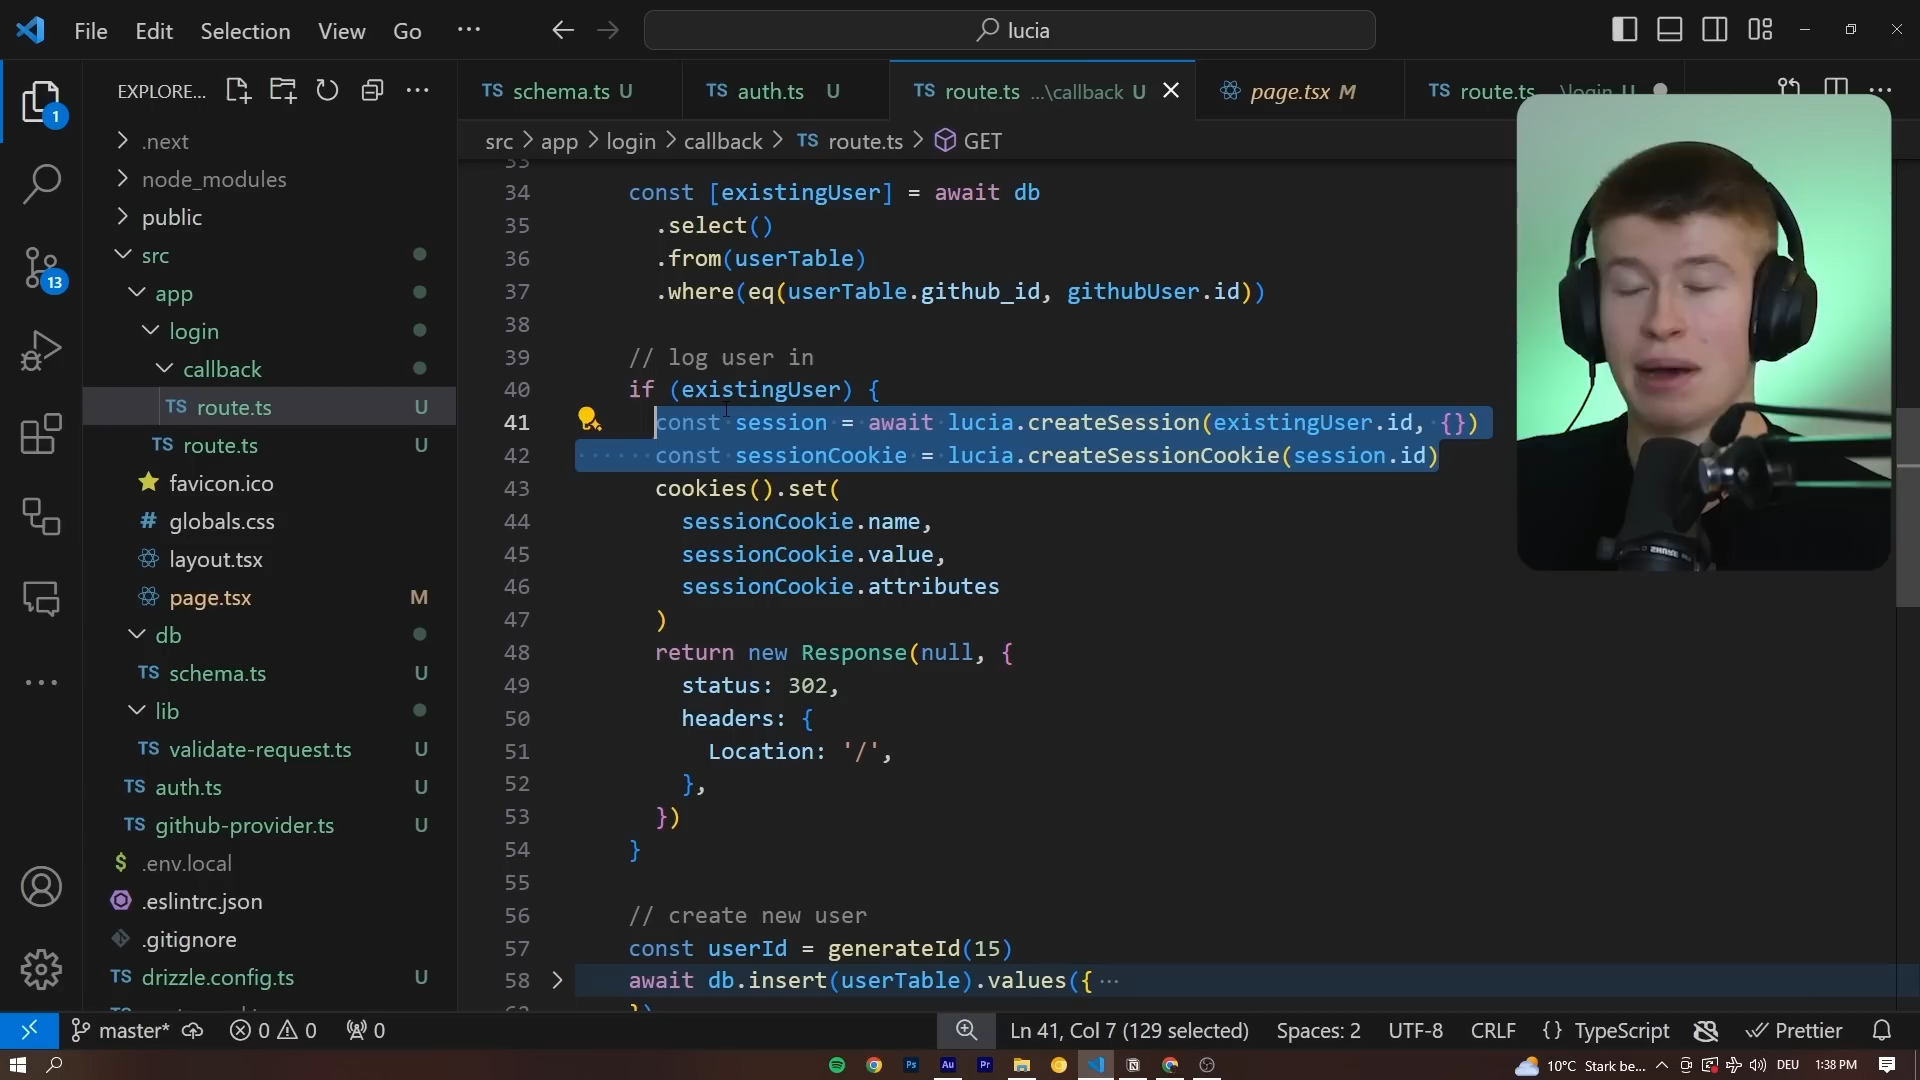 File Edit Selection View Go ···
lucia
EXPLORE...
TS schema.ts U
TS auth.ts U
TS route.ts ...\callback U
page.tsx M
TS route.ts ...\login U
src > app > login > callback > TS route.ts > GET
.next
node_modules
public
src
app
login
callback
TS route.ts U
TS route.ts U
favicon.ico
# globals.css
layout.tsx
page.tsx M
db
TS schema.ts U
lib
TS validate-request.ts U
TS auth.ts U
TS github-provider.ts U
$ .env.local
.eslintrc.json
.gitignore
TS drizzle.config.ts U
1
13
33
34 const [existingUser] = await db
35 .select()
36 .from(userTable)
37 .where(eq(userTable.github_id, githubUser.id))
38
39 // log user in
40 if (existingUser) {
41 const session = await lucia.createSession(existingUser.id, {})
42 const sessionCookie = lucia.createSessionCookie(session.id)
43 cookies().set(
44 sessionCookie.name,
45 sessionCookie.value,
46 sessionCookie.attributes
47 )
48 return new Response(null, {
49 status: 302,
50 headers: {
51 Location: '/',
52 },
53 })
54 }
55
56 // create new user
57 const userId = generateId(15)
58 await db.insert(userTable).values({ ···
master* 0 0 0
Ln 41, Col 7 (129 selected) Spaces: 2 UTF-8 CRLF {} TypeScript Prettier
Ps Au Pr
10°C Stark be... DEU 1:38 PM